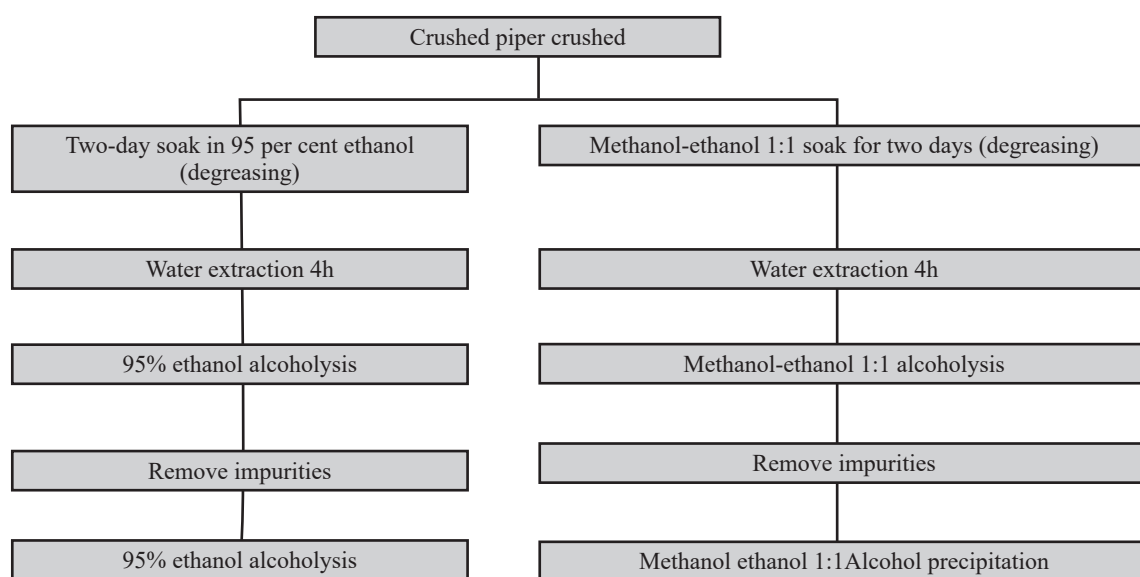 Crushed piper crushed
Two-day soak in 95 per cent ethanol
(degreasing)
Methanol-ethanol 1:1 soak for two days (degreasing)
Water extraction 4h
Water extraction 4h
95% ethanol alcoholysis
Methanol-ethanol 1:1 alcoholysis
Remove impurities
Remove impurities
95% ethanol alcoholysis
Methanol ethanol 1:1Alcohol precipitation